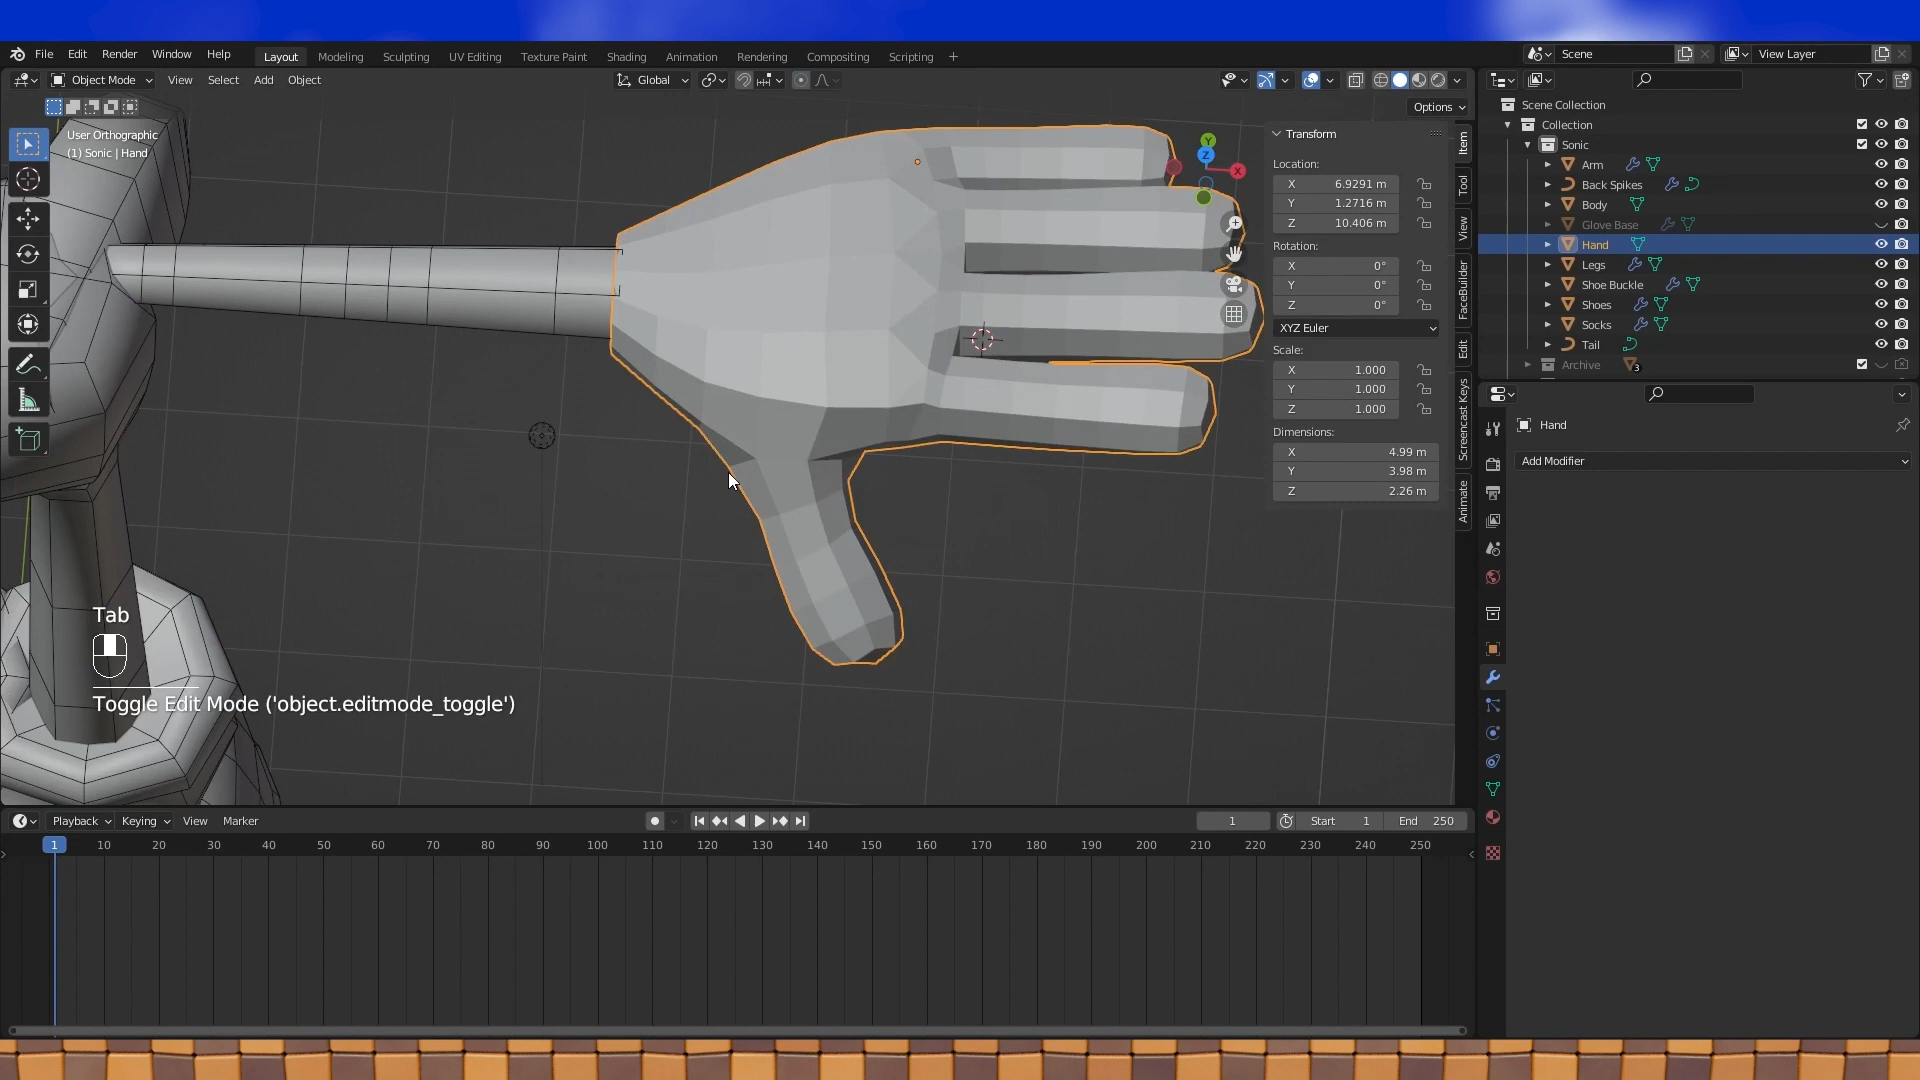 File Edit Render Window Help Layout Modeling Sculpting UV Editing Texture Paint Shading Animation Rendering Compositing Scripting + Scene View Layer
Object Mode View Select Add Object Global
Options
User Orthographic
(1) Sonic | Hand
Transform
Location:
X 6.9291 m
Y 1.2716 m
Z 10.406 m
Rotation:
X 0°
Y 0°
Z 0°
XYZ Euler
Scale:
X 1.000
Y 1.000
Z 1.000
Dimensions:
X 4.99 m
Y 3.98 m
Z 2.26 m
Item
Tool
View
FaceBuilder
Edit
Screencast Keys
Animate
Y
Z
X
Scene Collection
Collection
Sonic
Arm
Back Spikes
Body
Glove Base
Hand
Legs
Shoe Buckle
Shoes
Socks
Tail
Archive 3
Hand
Add Modifier
Tab
Toggle Edit Mode ('object.editmode_toggle')
Playback Keying View Marker 1 Start 1 End 250
1 10 20 30 40 50 60 70 80 90 100 110 120 130 140 150 160 170 180 190 200 210 220 230 240 250